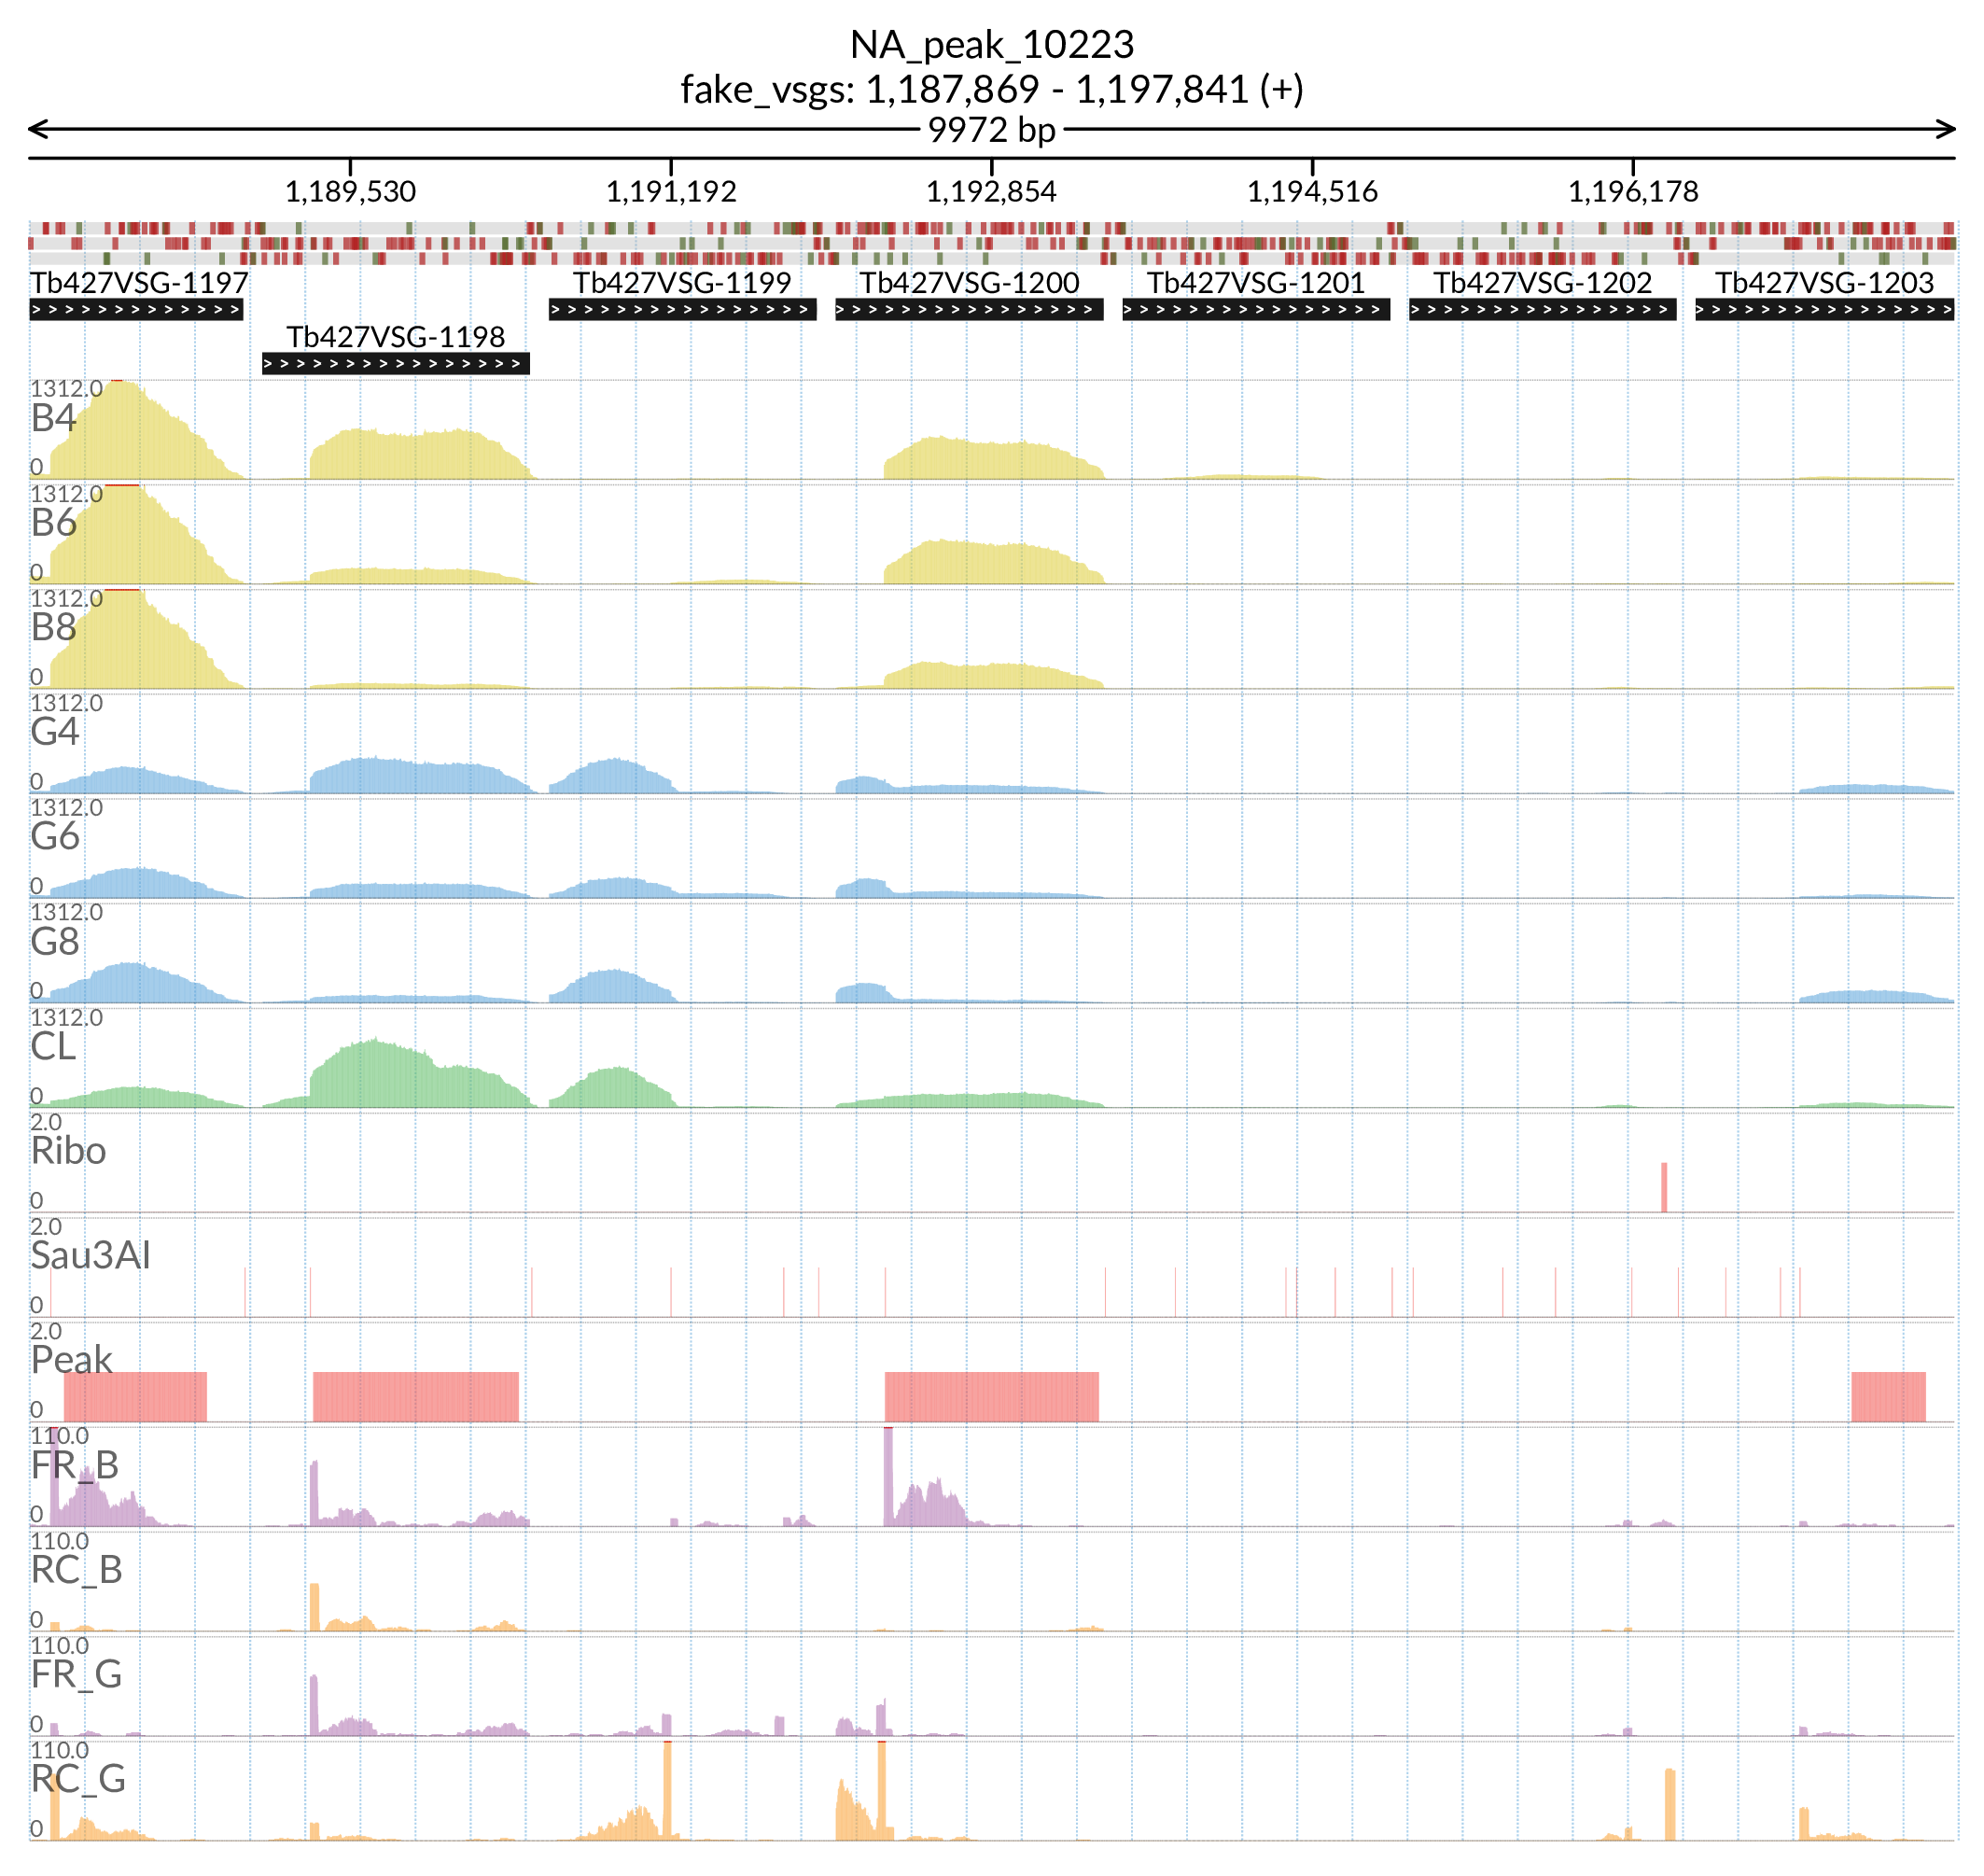 NA_peak_10223
fake_vsgs: 1,187,869 - 1,197,841 (+)
9972 bp
1,189,530 1,191,192 1,192,854 1,194,516 1,196,178
Tb427VSG-1197 Tb427VSG-1199 Tb427VSG-1200 Tb427VSG-1201 Tb427VSG-1202 Tb427VSG-1203
Tb427VSG-1198
1312.0
B4
0
1312.0
B6
0
1312.0
B8
0
1312.0
G4
0
1312.0
G6
0
1312.0
G8
0
1312.0
CL
0
2.0
Ribo
0
2.0
Sau3AI
0
2.0
Peak
0
110.0
FR_B
0
110.0
RC_B
0
110.0
FR_G
0
110.0
RC_G
0